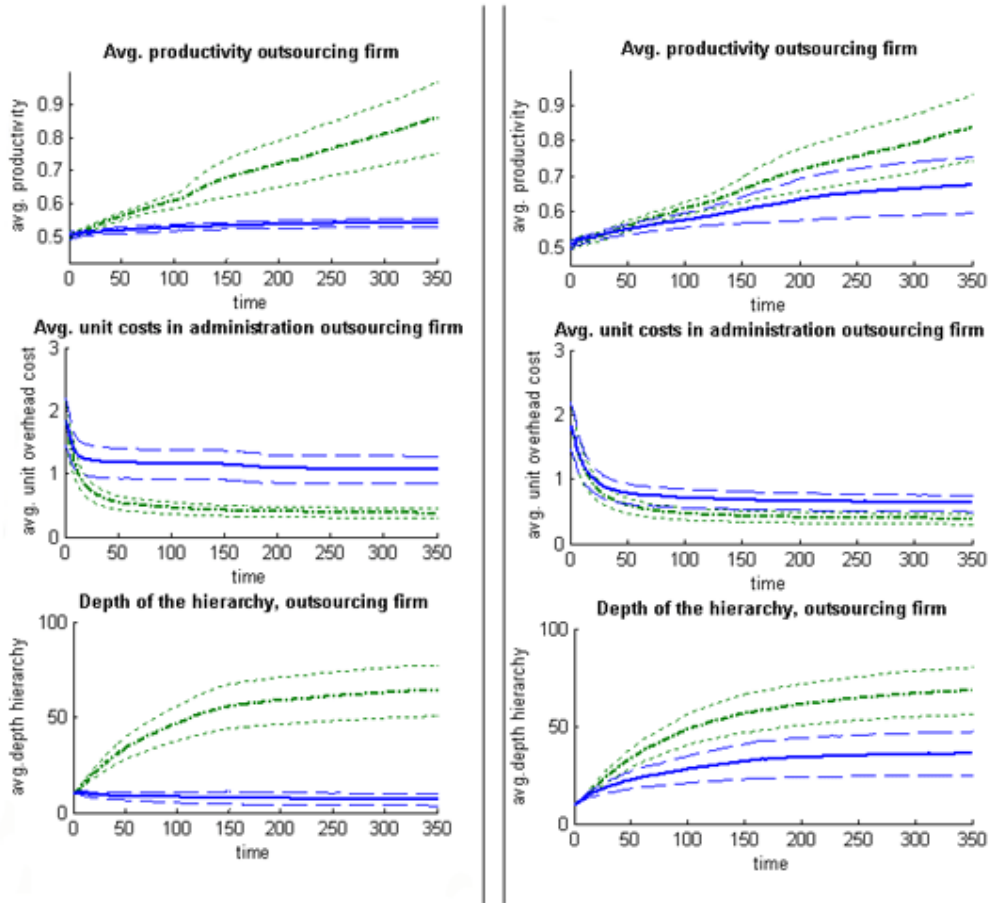 Avg. productivity outsourcing firm
avg. productivity
0.9
0.8
0.7
0.6
0.5
0 50 100 150 200 250 300 350
time
Avg. unit costs in administration outsourcing firm
avg. unit overhead cost
3
2
1
0
0 50 100 150 200 250 300 350
time
Depth of the hierarchy, outsourcing firm
avg.depth hierarchy
100
50
0
0 50 100 150 200 250 300 350
time
Avg. productivity outsourcing firm
avg. productivity
0.9
0.8
0.7
0.6
0.5
0 50 100 150 200 250 300 350
time
Avg. unit costs in administration outsourcing firm
avg. unit overhead cost
3
2
1
0
0 50 100 150 200 250 300 350
time
Depth of the hierarchy, outsourcing firm
avg.depth hierarchy
100
50
0
0 50 100 150 200 250 300 350
time